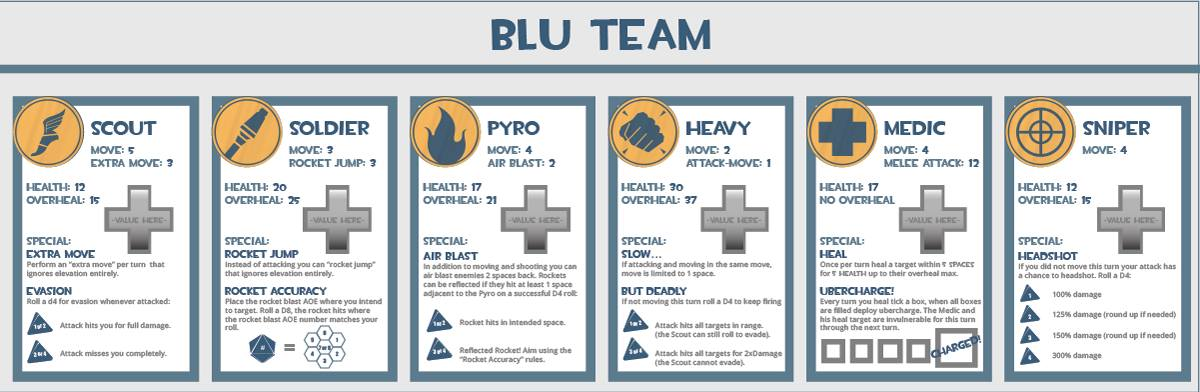 BLU TEAM
SCOUT
MOVE: 5
EXTRA MOVE: 3
HEALTH: 12
OVERHEAL: 15
-VALUE HERE-
SPECIAL:
EXTRA MOVE
Perform an "extra move" per turn that
ignores elevation entirely.
EVASION
Roll a d4 for evasion whenever attacked:
1 or 2
Attack hits you for full damage.
3 or 4
Attack misses you completely.
SOLDIER
MOVE: 3
ROCKET JUMP: 3
HEALTH: 20
OVERHEAL: 25
-VALUE HERE-
SPECIAL:
ROCKET JUMP
Instead of attacking you can "rocket jump"
that ignores elevation entirely.
ROCKET ACCURACY
Place the rocket blast AOE where you intend
to target. Roll a D8, the rocket hits where
the rocket blast AOE number matches your
roll.
# =
PYRO
MOVE: 4
AIR BLAST: 2
HEALTH: 17
OVERHEAL: 21
-VALUE HERE-
SPECIAL:
AIR BLAST
In addition to moving and shooting you can
air blast enemies 2 spaces back. Rockets
can be reflected if they hit at least 1 space
adjacent to the Pyro on a successful D4 roll:
1 or 2
Rocket hits in intended space.
3 or 4
Reflected Rocket! Aim using the
"Rocket Accuracy" rules.
HEAVY
MOVE: 2
ATTACK-MOVE: 1
HEALTH: 30
OVERHEAL: 37
-VALUE HERE-
SPECIAL:
SLOW...
If attacking and moving in the same move,
move is limited to 1 space.
BUT DEADLY
If not moving this turn roll a D4 to keep firing
1 or 2
Attack hits all targets in range.
(the Scout can still roll to evade).
3 or 4
Attack hits all targets for 2xDamage
(the Scout cannot evade).
MEDIC
MOVE: 4
MELEE ATTACK: 12
HEALTH: 17
NO OVERHEAL
-VALUE HERE-
SPECIAL:
HEAL
Once per turn heal a target within 5 SPACES
for 5 HEALTH up to their overheal max.
UBERCHARGE!
Every turn you heal tick a box, when all boxes
are filled deploy ubercharge. The Medic and
his heal target are invulnerable for this turn
through the next turn.
CHARGED!
SNIPER
MOVE: 4
HEALTH: 12
OVERHEAL: 15
-VALUE HERE-
SPECIAL:
HEADSHOT
If you did not move this turn your attack has
a chance to headshot. Roll a D4:
1
100% damage
2
125% damage (round up if needed)
3
150% damage (round up if needed)
4
300% damage